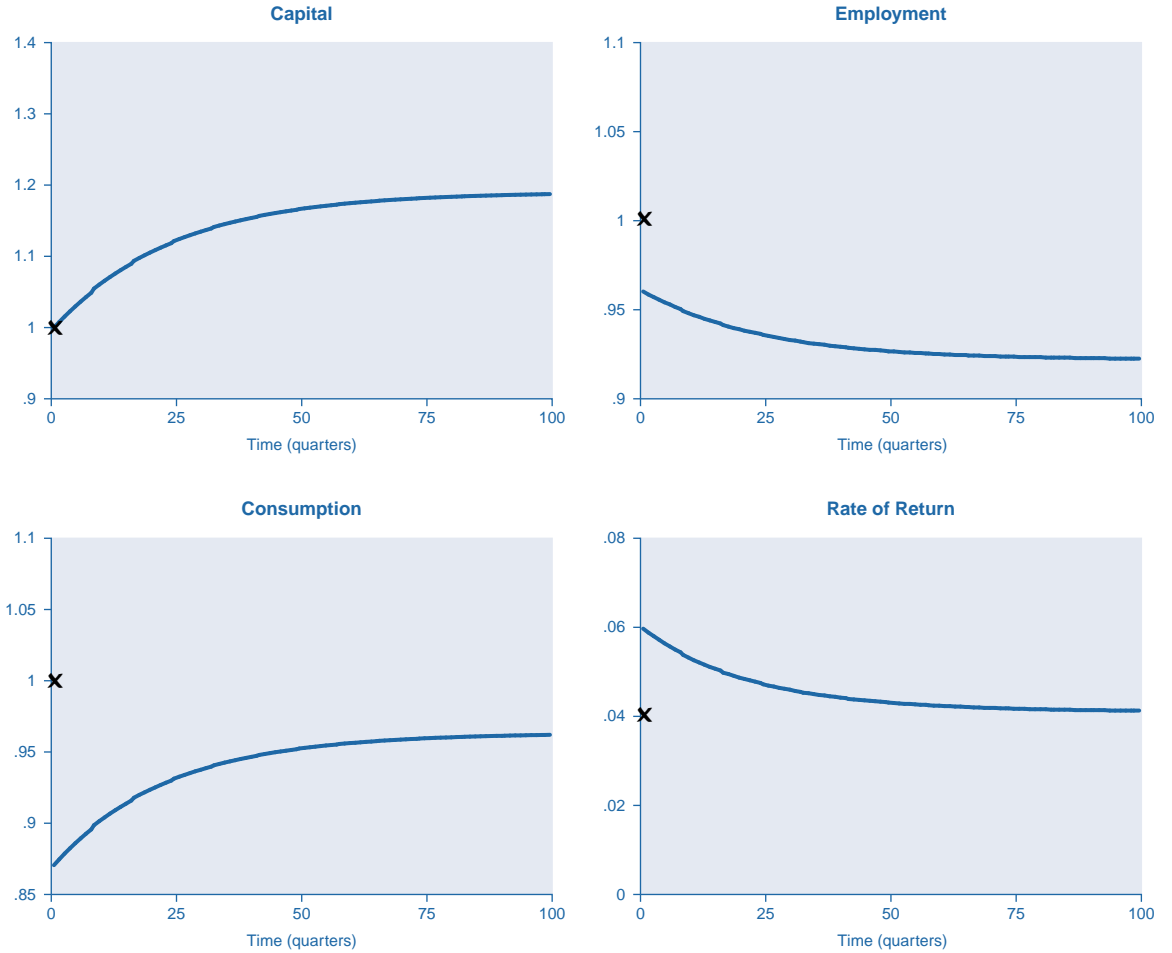 Capital
1.4
1.3
1.2
1.1
1
.9
0 25 50 75 100
Time (quarters)
Employment
1.1
1.05
1
.95
.9
0 25 50 75 100
Time (quarters)
Consumption
1.1
1.05
1
.95
.9
.85
0 25 50 75 100
Time (quarters)
Rate of Return
.08
.06
.04
.02
0
0 25 50 75 100
Time (quarters)